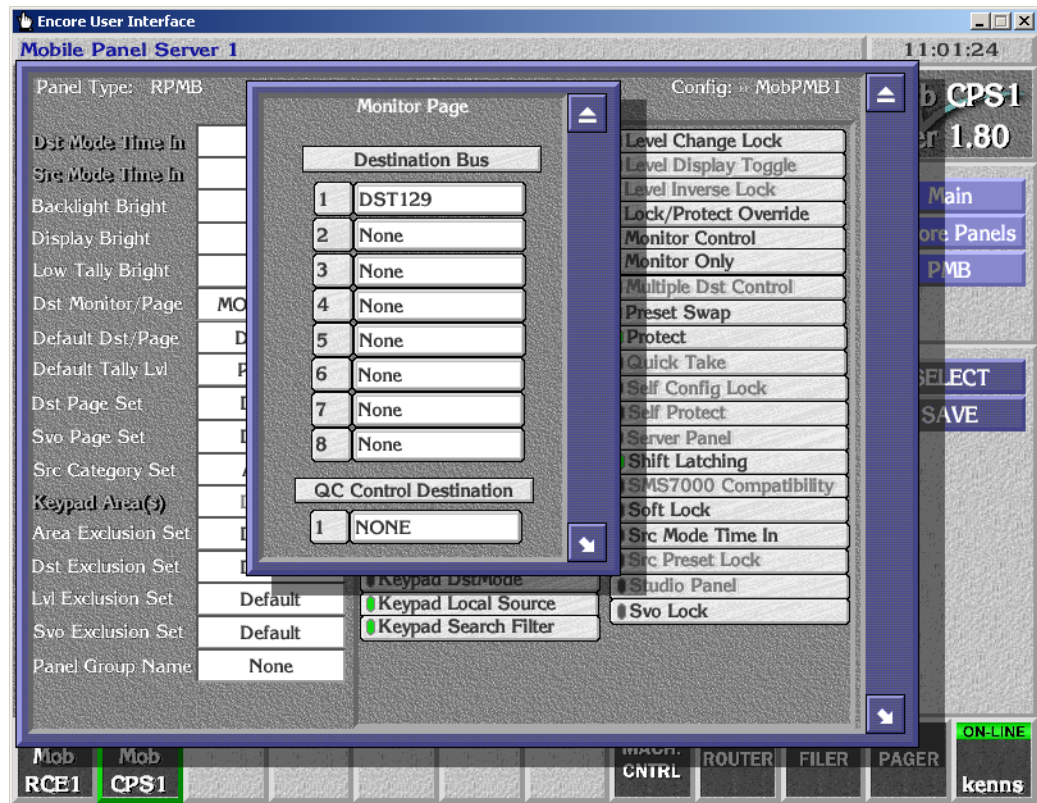 Encore User Interface
Mobile Panel Server 1
11:01:24
CPS1
1.80
Panel Type: RPMB
Config: » MobPMB1
Dst Mode Time In
Src Mode Time In
Backlight Bright
Display Bright
Low Tally Bright
Dst Monitor/Page
MO
Default Dst/Page
D
Default Tally Lvl
Dst Page Set
Svo Page Set
Src Category Set
Keypad Area(s)
Area Exclusion Set
Dst Exclusion Set
Lvl Exclusion Set
Default
Svo Exclusion Set
Default
Panel Group Name
None
Monitor Page
Destination Bus
1 DST129
2 None
3 None
4 None
5 None
6 None
7 None
8 None
QC Control Destination
1 NONE
Keypad DstMode
Keypad Local Source
Keypad Search Filter
Level Change Lock
Level Display Toggle
Level Inverse Lock
Lock/Protect Override
Monitor Control
Monitor Only
Multiple Dst Control
Preset Swap
Protect
Quick Take
Self Config Lock
Self Protect
Server Panel
Shift Latching
SMS7000 Compatibility
Soft Lock
Src Mode Time In
Src Preset Lock
Studio Panel
Svo Lock
Main
ore Panels
PMB
SELECT
SAVE
Mob RCE1
Mob CPS1
MACH. CNTRL
ROUTER
FILER
PAGER
ON-LINE
kenns